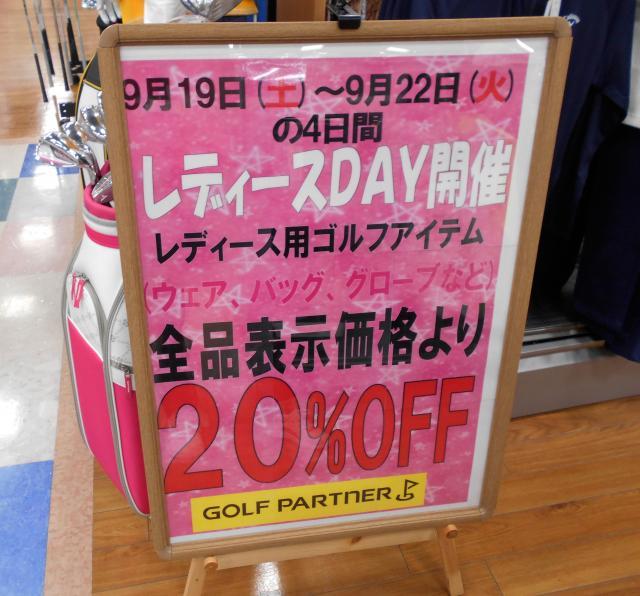 9月19日(土)～9月22日(火)
の4日間
レディースDAY開催
レディース用ゴルフアイテム
(ウェア、バッグ、グローブなど)
全品表示価格より
20%OFF
GOLF PARTNER